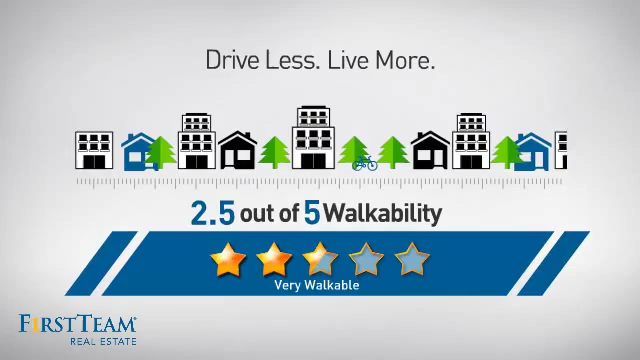 Drive Less. Live More.
2.5 out of 5 Walkability
Very Walkable
FIRSTTEAM®
REAL ESTATE